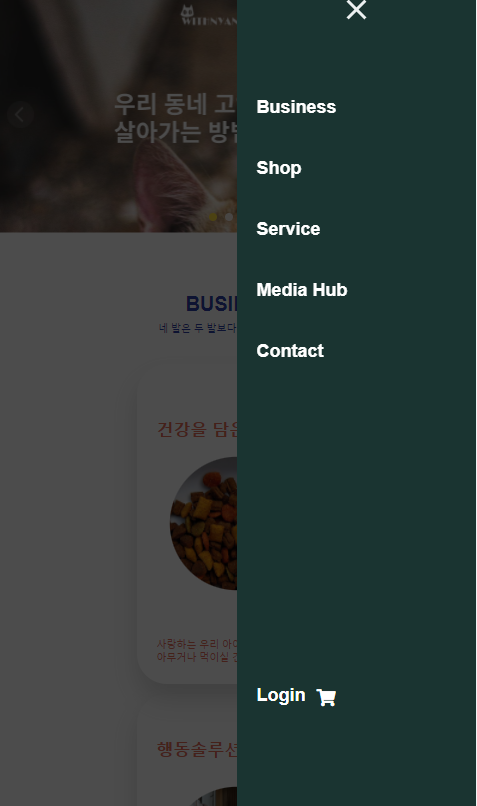 WITHNYAN
우리 동네 고
살아가는 방법
Business
Shop
Service
Media Hub
Contact
BUSI
네 발은 두 발보다
건강을 담은
사랑하는 우리 아이
아무거나 먹이실 건
Login
행동솔루션